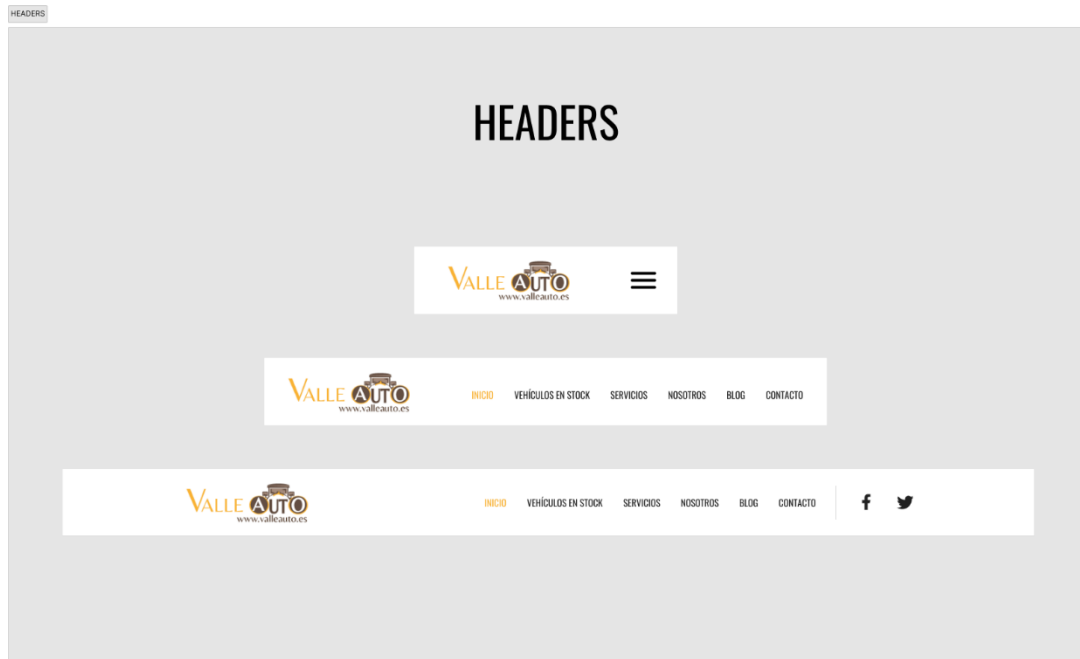 HEADERS
HEADERS
VALLE AUTO
www.valleauto.es
VALLE AUTO
www.valleauto.es
INICIO VEHÍCULOS EN STOCK SERVICIOS NOSOTROS BLOG CONTACTO
VALLE AUTO
www.valleauto.es
INICIO VEHÍCULOS EN STOCK SERVICIOS NOSOTROS BLOG CONTACTO